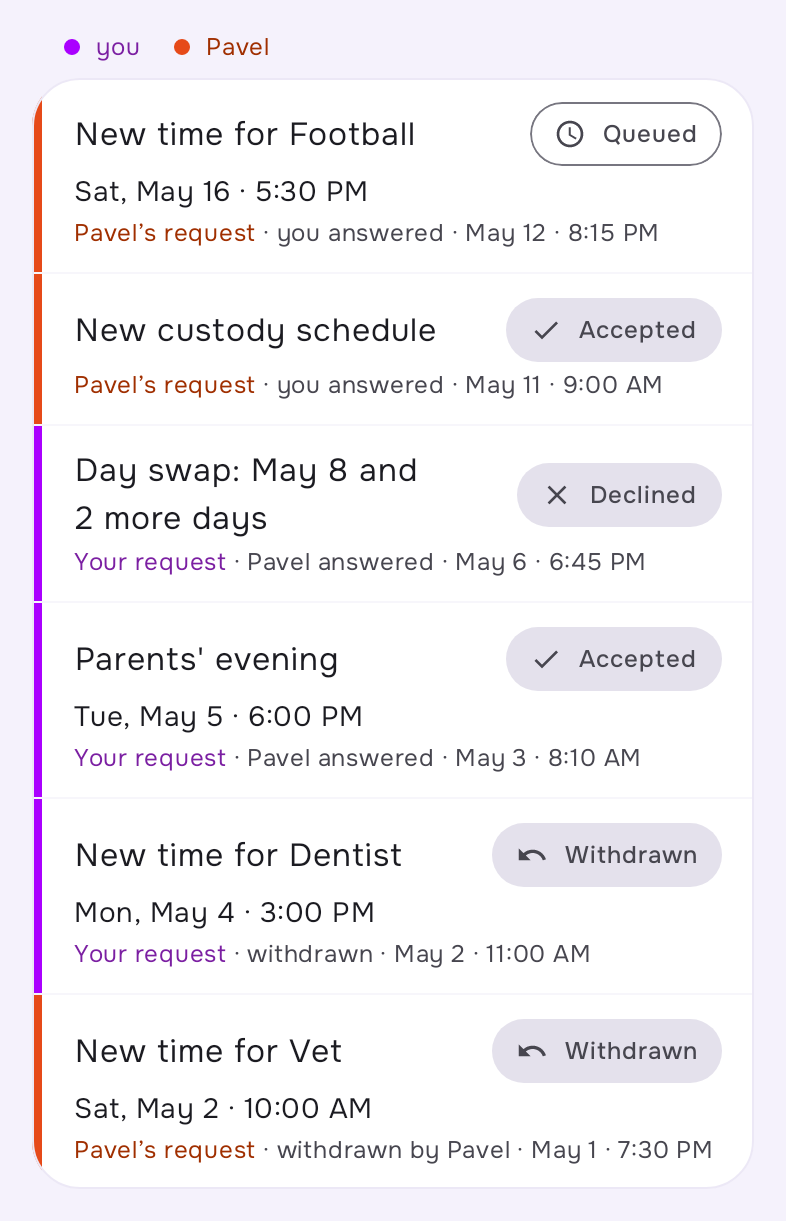 you Pavel
New time for Football Queued
Sat, May 16 · 5:30 PM
Pavel’s request · you answered · May 12 · 8:15 PM
New custody schedule Accepted
Pavel’s request · you answered · May 11 · 9:00 AM
Day swap: May 8 and
2 more days
Declined
Your request · Pavel answered · May 6 · 6:45 PM
Parents' evening Accepted
Tue, May 5 · 6:00 PM
Your request · Pavel answered · May 3 · 8:10 AM
New time for Dentist Withdrawn
Mon, May 4 · 3:00 PM
Your request · withdrawn · May 2 · 11:00 AM
New time for Vet Withdrawn
Sat, May 2 · 10:00 AM
Pavel’s request · withdrawn by Pavel · May 1 · 7:30 PM